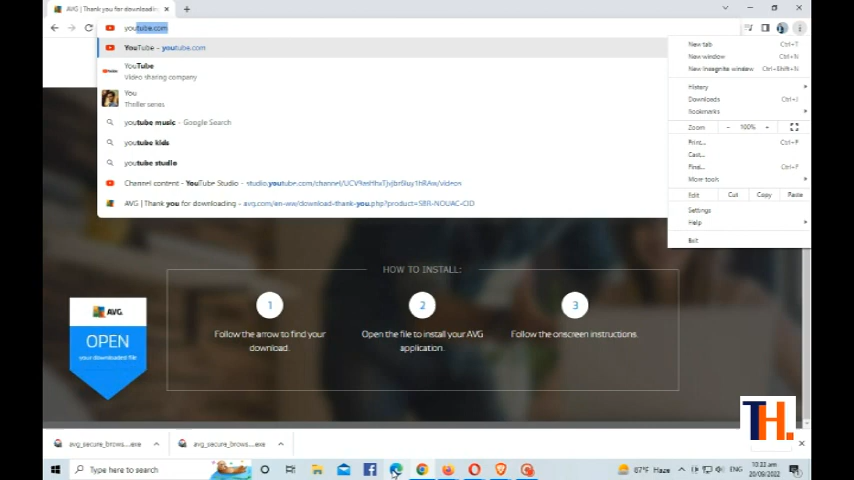 AVG | Thank you for downloading
youtube.com
YouTube - youtube.com
YouTube
Video sharing company
You
Thriller series
youtube music - Google Search
youtube kids
youtube studio
Channel content - YouTube Studio
AVG | Thank you for downloading - avg.com/en-ww/download-thank-you.php?product=SBR-NOUAC-CID
New tab Ctrl+T
New window Ctrl+N
New Incognito window Ctrl+Shift+N
History
Downloads Ctrl+J
Bookmarks
Zoom - 100% +
Print... Ctrl+P
Cast...
Find... Ctrl+F
More tools
Edit Cut Copy Paste
Settings
Help
Exit
HOW TO INSTALL:
1
2
3
Follow the arrow to find your
download.
Open the file to install your AVG
application.
Follow the onscreen instructions.
AVG
OPEN
your downloaded file
TH.
avg_secure_brows....exe
avg_secure_brows....exe
Type here to search
87°F Haze
ENG
10:22 am
20/09/2022